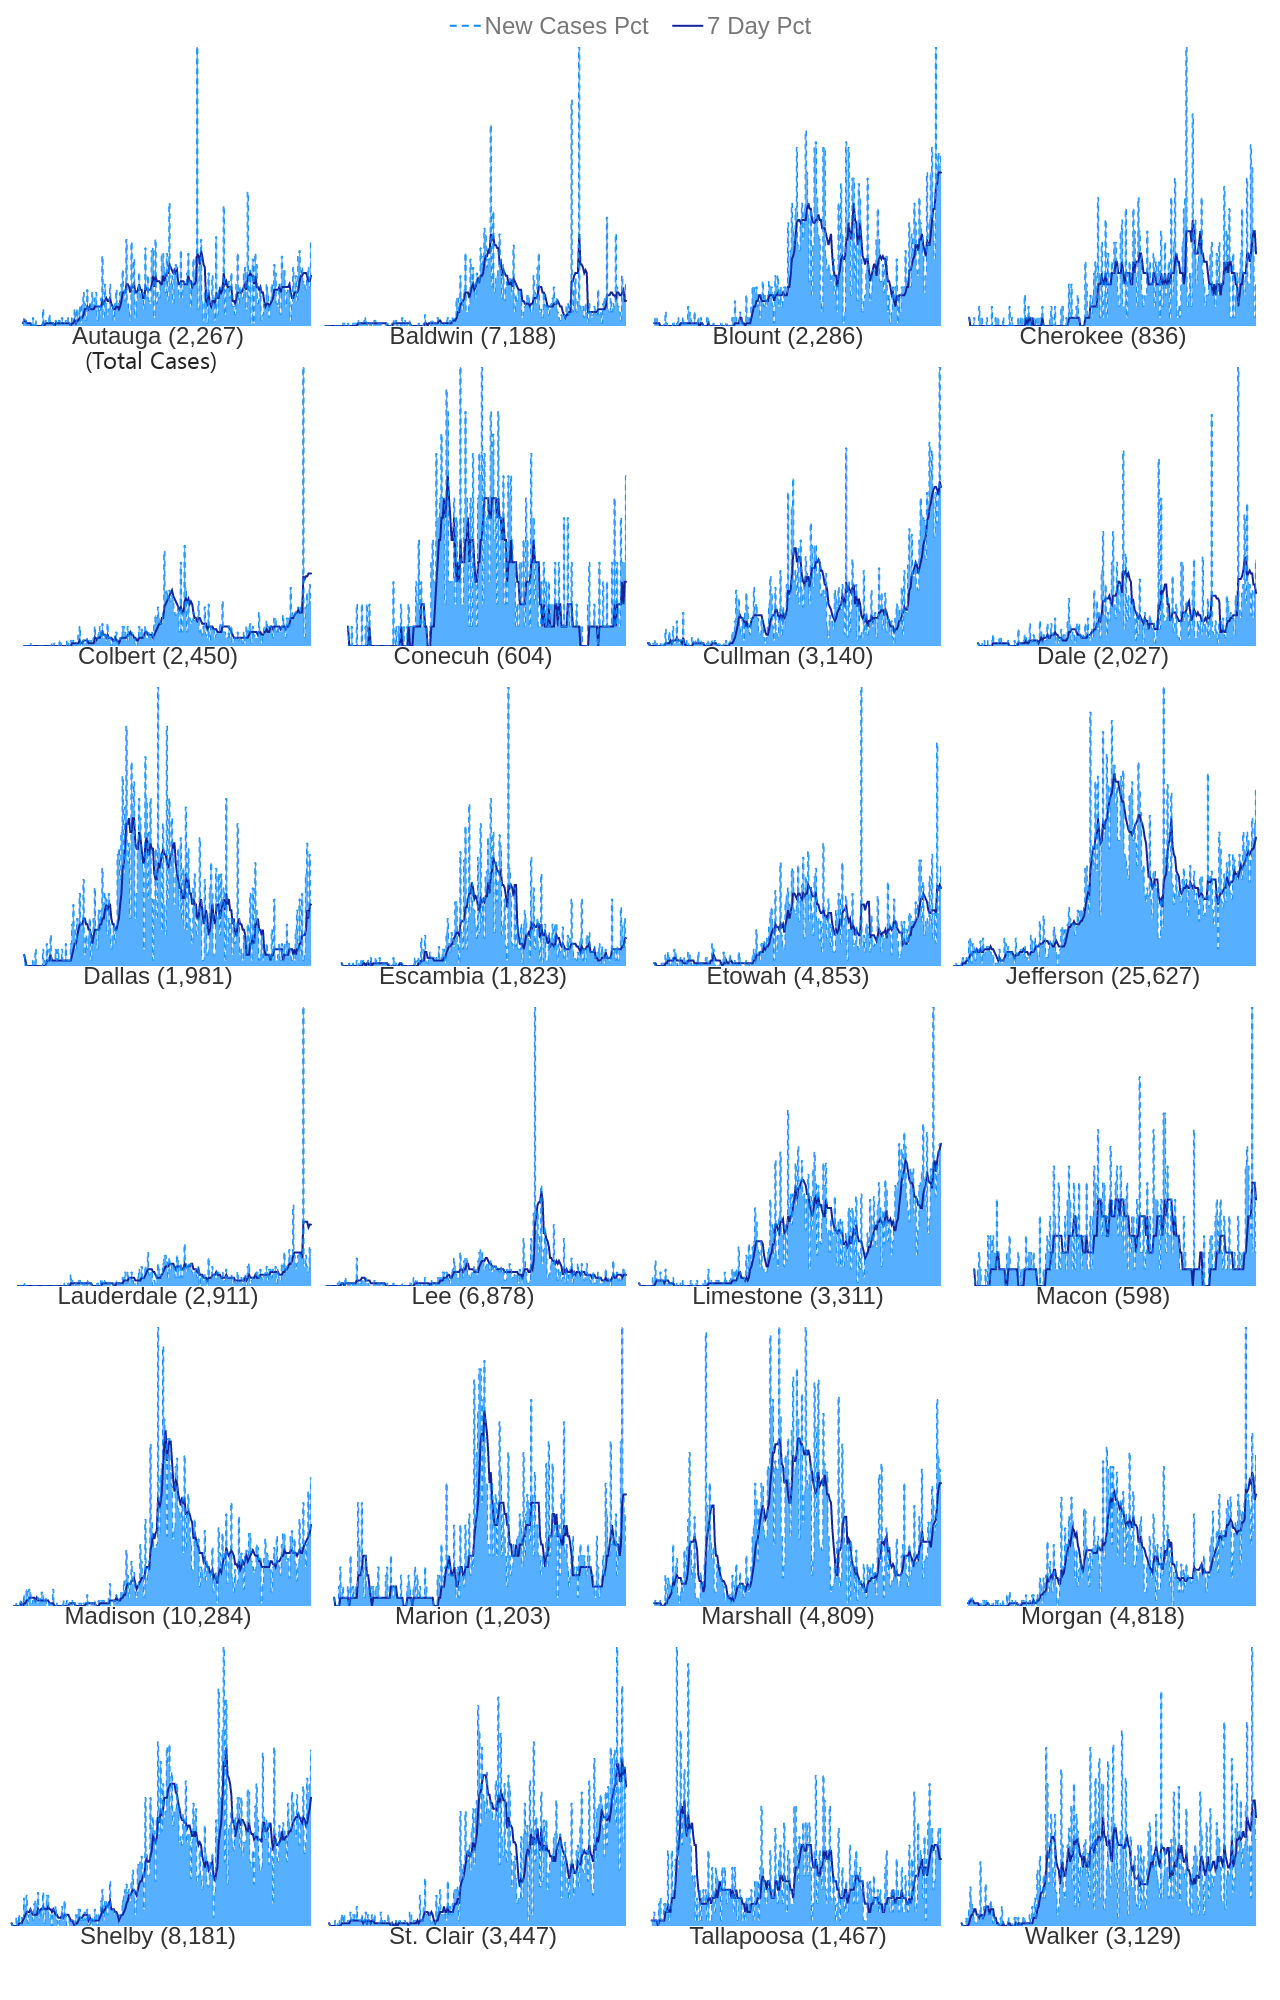 New Cases Pct 7 Day Pct
Autauga (2,267) Baldwin (7,188) Blount (2,286) Cherokee (836)
(Total Cases)
Colbert (2,450) Conecuh (604) Cullman (3,140) Dale (2,027)
Dallas (1,981) Escambia (1,823) Etowah (4,853) Jefferson (25,627)
Lauderdale (2,911) Lee (6,878) Limestone (3,311) Macon (598)
Madison (10,284) Marion (1,203) Marshall (4,809) Morgan (4,818)
Shelby (8,181) St. Clair (3,447) Tallapoosa (1,467) Walker (3,129)